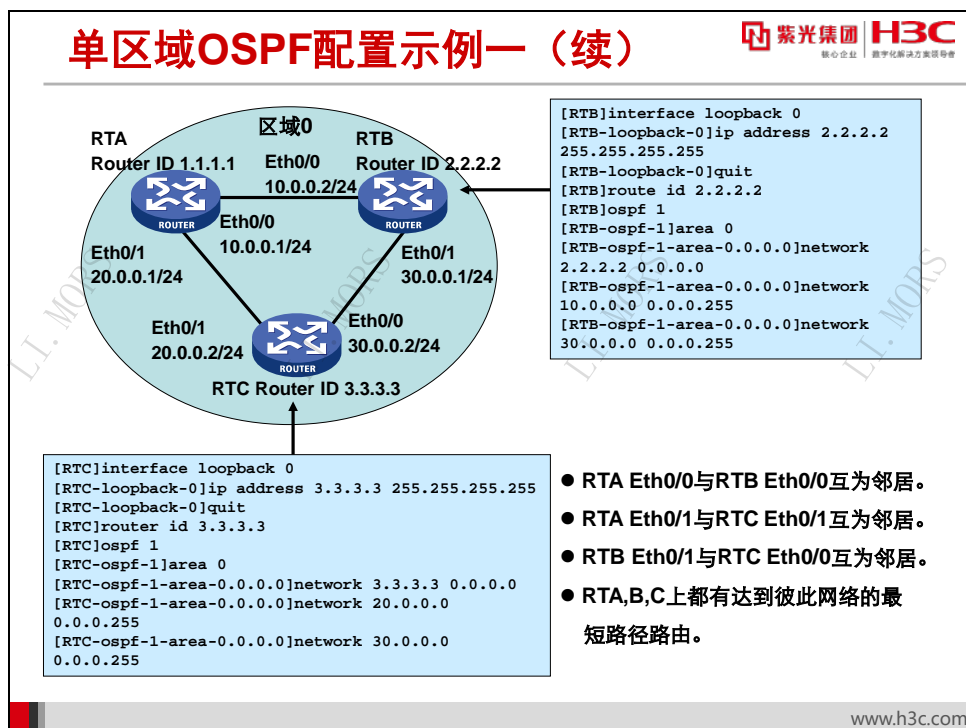 单区域OSPF配置示例一（续）
紫光集团 H3C
核心企业 数字化解决方案领导者
区域0
RTA
Router ID 1.1.1.1
RTB
Router ID 2.2.2.2
Eth0/0
10.0.0.2/24
ROUTER
ROUTER
Eth0/0
10.0.0.1/24
Eth0/1
20.0.0.1/24
Eth0/1
30.0.0.1/24
Eth0/1
20.0.0.2/24
Eth0/0
30.0.0.2/24
ROUTER
RTC Router ID 3.3.3.3
[RTB]interface loopback 0
[RTB-loopback-0]ip address 2.2.2.2
255.255.255.255
[RTB-loopback-0]quit
[RTB]route id 2.2.2.2
[RTB]ospf 1
[RTB-ospf-1]area 0
[RTB-ospf-1-area-0.0.0.0]network
2.2.2.2 0.0.0.0
[RTB-ospf-1-area-0.0.0.0]network
10.0.0.0 0.0.0.255
[RTB-ospf-1-area-0.0.0.0]network
30.0.0.0 0.0.0.255
LI. MORS
LI. MORS
LI. MORS
LI. MORS
[RTC]interface loopback 0
[RTC-loopback-0]ip address 3.3.3.3 255.255.255.255
[RTC-loopback-0]quit
[RTC]router id 3.3.3.3
[RTC]ospf 1
[RTC-ospf-1]area 0
[RTC-ospf-1-area-0.0.0.0]network 3.3.3.3 0.0.0.0
[RTC-ospf-1-area-0.0.0.0]network 20.0.0.0
0.0.0.255
[RTC-ospf-1-area-0.0.0.0]network 30.0.0.0
0.0.0.255
● RTA Eth0/0与RTB Eth0/0互为邻居。
● RTA Eth0/1与RTC Eth0/1互为邻居。
● RTB Eth0/1与RTC Eth0/0互为邻居。
● RTA,B,C上都有达到彼此网络的最
短路径路由。
www.h3c.com